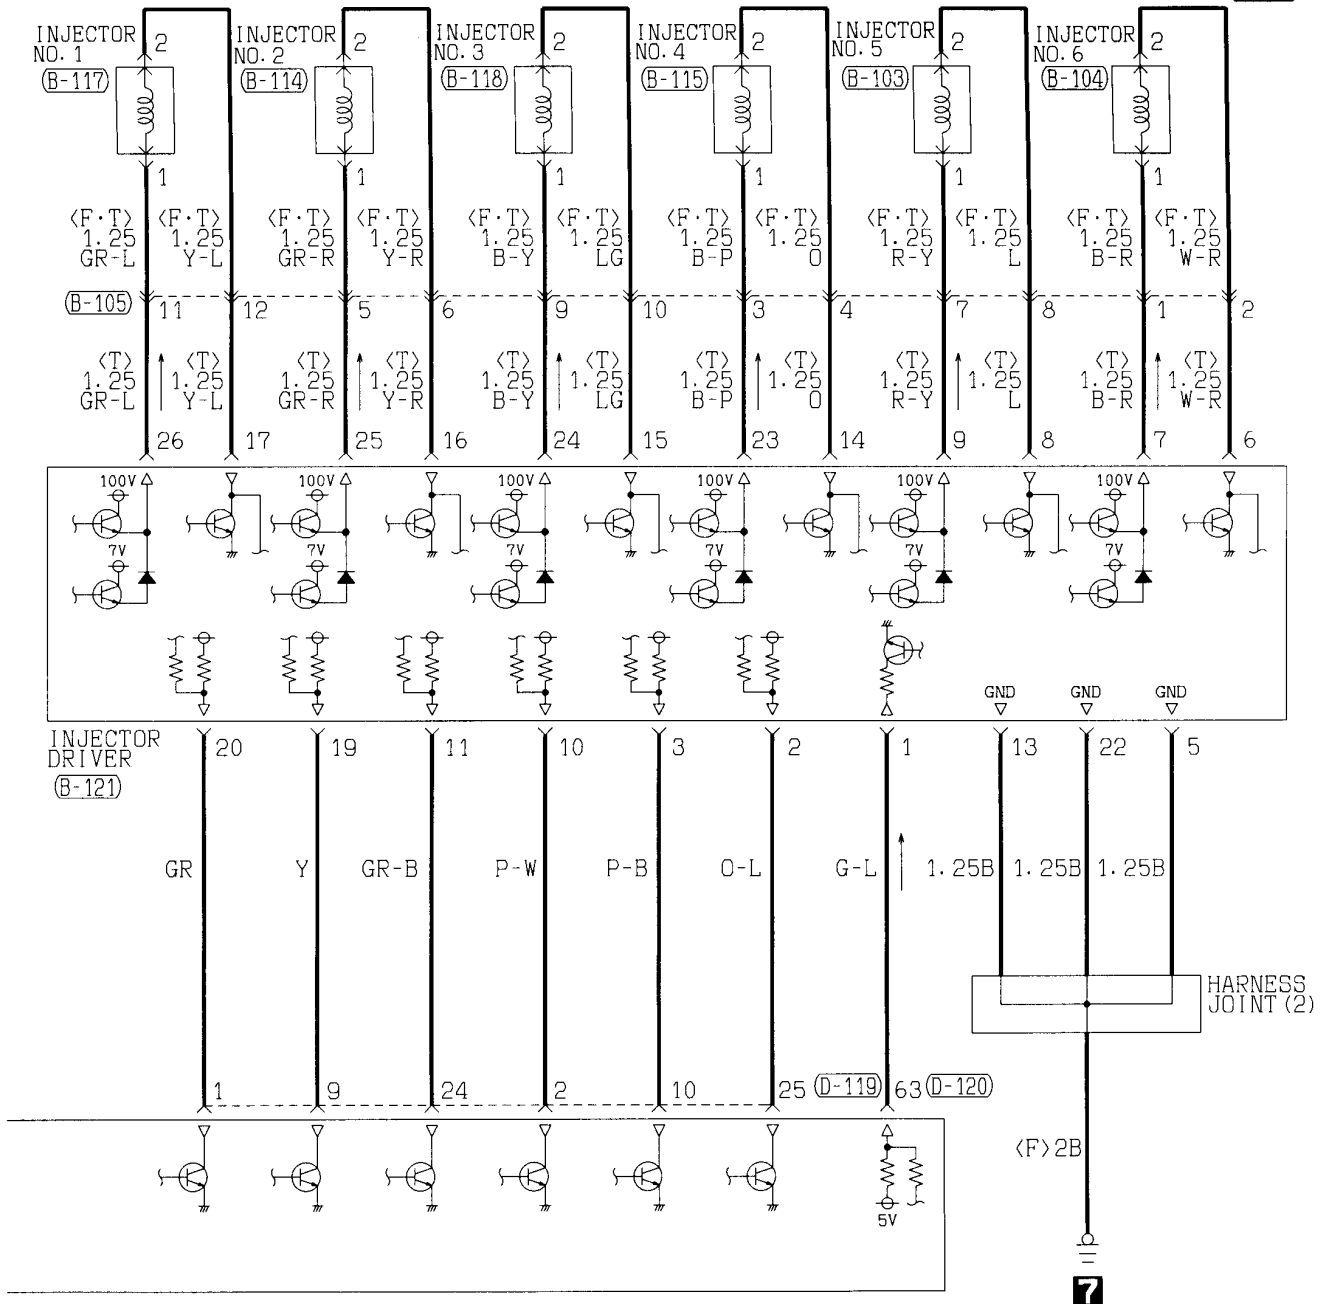 INJECTOR NO. 1 (B-117) 2
INJECTOR NO. 2 (B-114) 2
INJECTOR NO. 3 (B-118) 2
INJECTOR NO. 4 (B-115) 2
INJECTOR NO. 5 (B-103) 2
INJECTOR NO. 6 (B-104) 2
1 1 1 1 1 1
<F·T> <F·T> <F·T> <F·T> <F·T> <F·T> <F·T> <F·T> <F·T> <F·T> <F·T> <F·T>
1.25 1.25 1.25 1.25 1.25 1.25 1.25 1.25 1.25 1.25 1.25 1.25
GR-L Y-L GR-R Y-R B-Y LG B-P O R-Y L B-R W-R
(B-105) 11 12 5 6 9 10 3 4 7 8 1 2
<T> <T> <T> <T> <T> <T> <T> <T> <T> <T> <T> <T>
1.25 1.25 1.25 1.25 1.25 1.25 1.25 1.25 1.25 1.25 1.25 1.25
GR-L Y-L GR-R Y-R B-Y LG B-P O R-Y L B-R W-R
26 17 25 16 24 15 23 14 9 8 7 6
100V 100V 100V 100V 100V 100V
7V 7V 7V 7V 7V 7V
GND GND GND
INJECTOR DRIVER (B-121)
20 19 11 10 3 2 1 13 22 5
GR Y GR-B P-W P-B O-L G-L 1.25B 1.25B 1.25B
HARNESS
JOINT (2)
1 9 24 2 10 25 (D-119) 63 (D-120)
<F>2B
5V
7